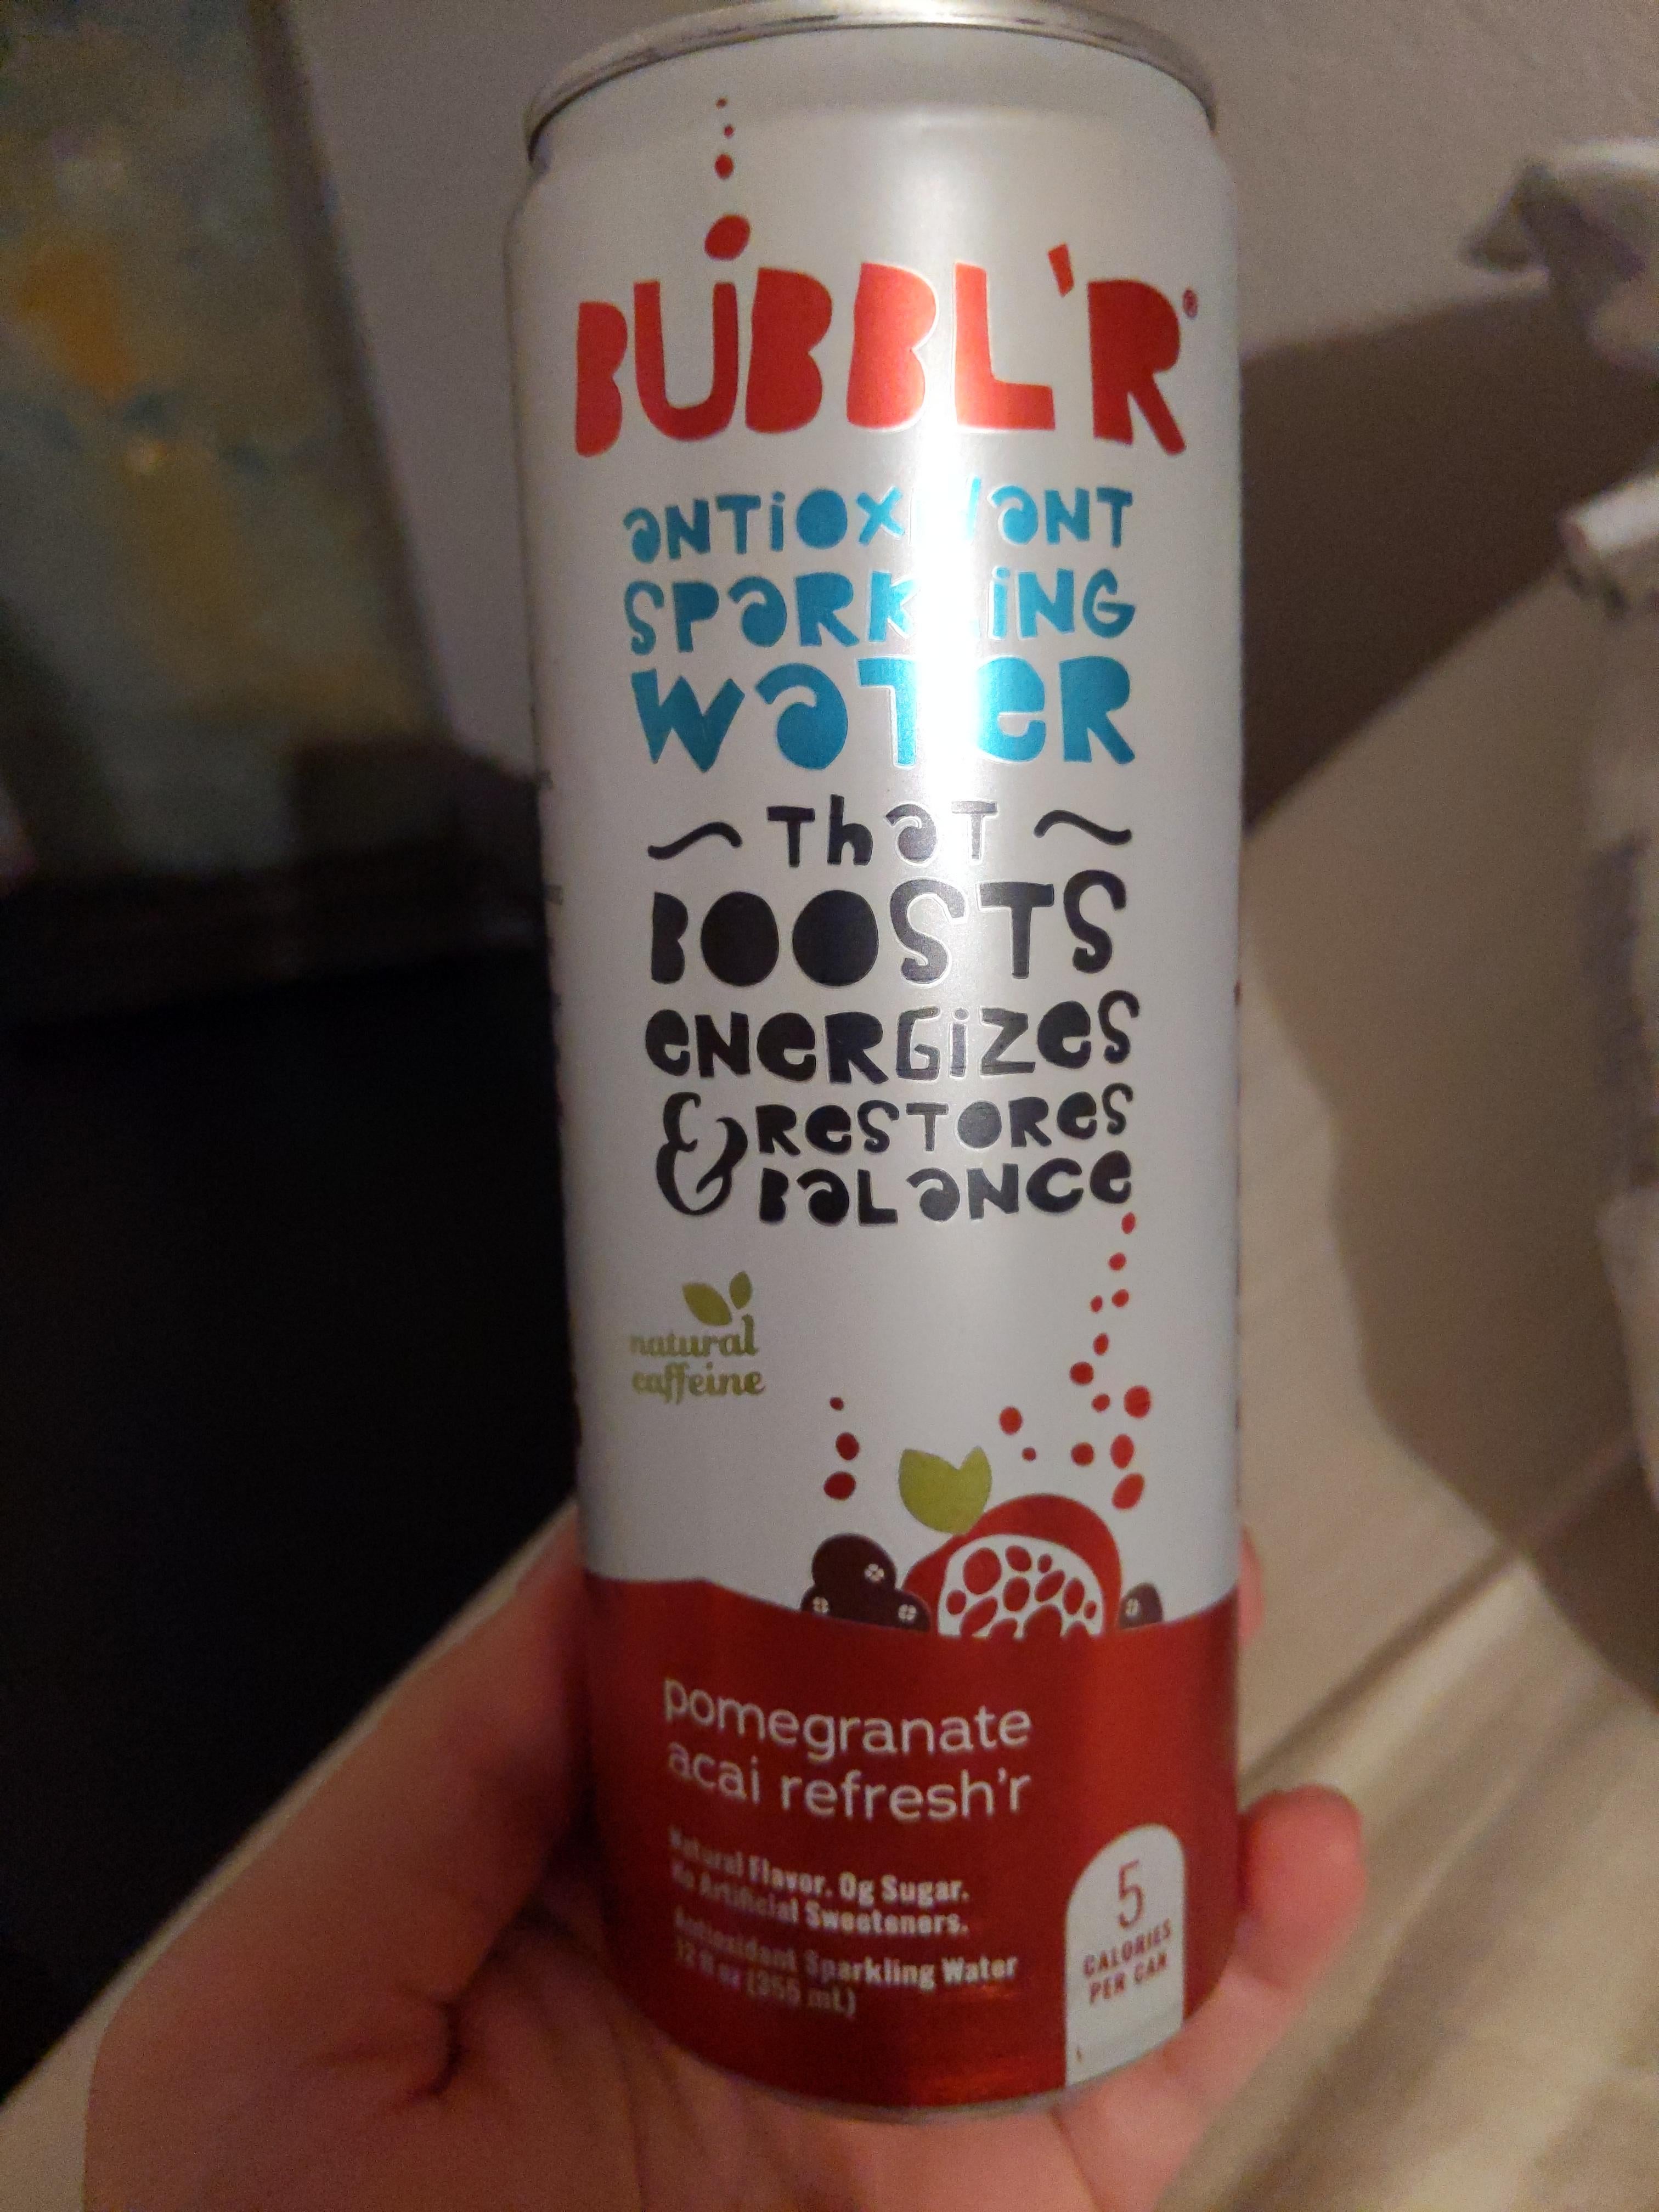 BUBBL'R®
ANTIOXIDANT
SPARKLING
WATER
~ THAT ~
BOOSTS
ENERGIZES
& RESTORES
BALANCE
natural
caffeine
pomegranate
acai refresh'r
Natural Flavor. 0g Sugar.
No Artificial Sweeteners.
Antioxidant Sparkling Water
12 fl oz (355 mL)
5
CALORIES
PER CAN